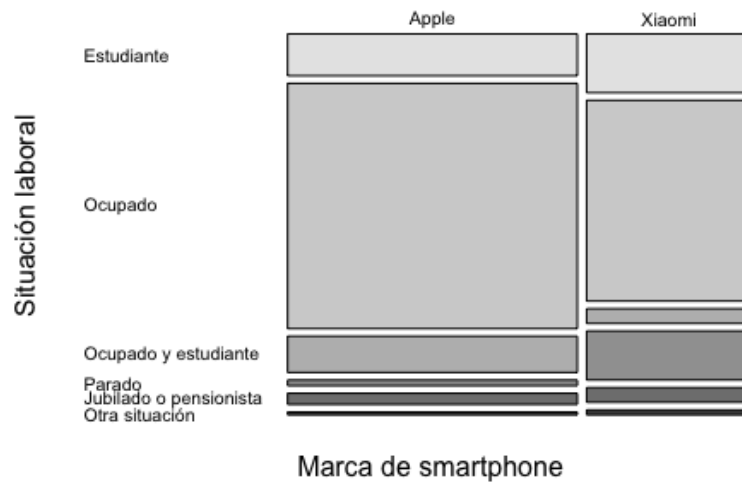 Apple
Xiaomi
Situación laboral
Estudiante
Ocupado
Ocupado y estudiante
Parado
Jubilado o pensionista
Otra situación
Marca de smartphone